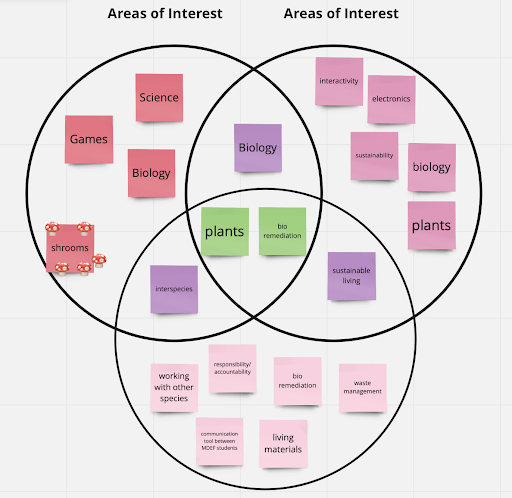 Areas of Interest
Areas of Interest
Science
Games
Biology
shrooms
Biology
interactivity
electronics
sustainability
biology
plants
plants
bio
remediation
interspecies
sustainable
living
working
with other
species
responsibility/
accountability
bio
remediation
waste
management
communication
tool between
MDEF students
living
materials